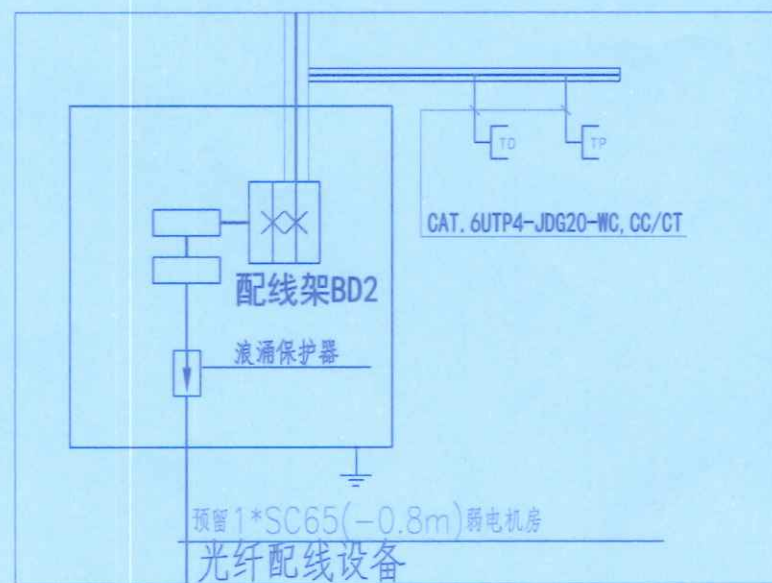 TD
TP
CAT.6UTP4-JDG20-WC,CC/CT
配线架BD2
浪涌保护器
预留1*SC65(-0.8m)弱电机房
光纤配线设备